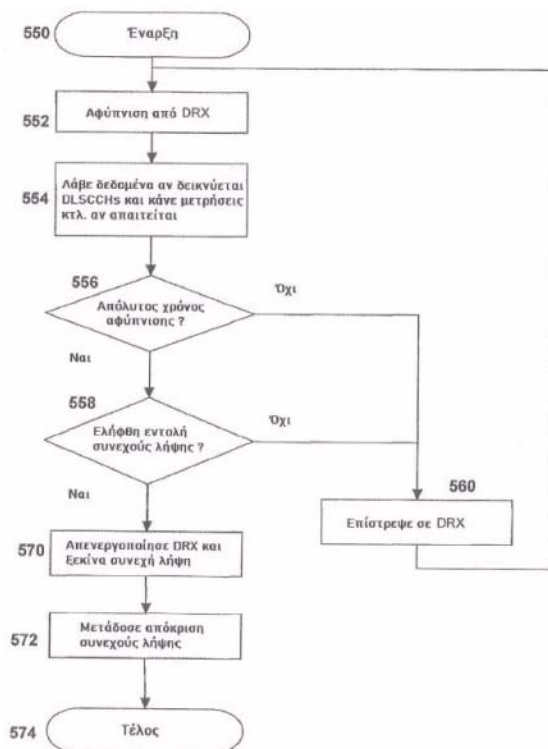 550
Έναρξη
552
Αφύπνιση από DRX
554
Λάβε δεδομένα αν δεικνύεται
DLSCCHs και κάνε μετρήσεις
κτλ. αν απαιτείται
556
Απόλυτος χρόνος
αφύπνισης ?
Όχι
Ναι
558
Ελήφθη εντολή
συνεχούς λήψης ?
Όχι
Ναι
560
Επίστρεψε σε DRX
570
Απενεργοποίησε DRX και
ξεκίνα συνεχή λήψη
572
Μετάδοσε απόκριση
συνεχούς λήψης
574
Τέλος